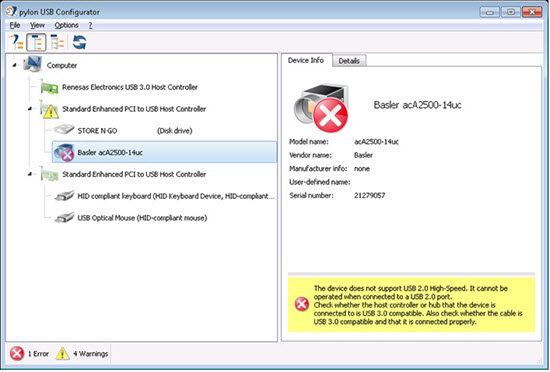 pylon USB Configurator
File View Options ?
Computer
Renesas Electronics USB 3.0 Host Controller
Standard Enhanced PCI to USB Host Controller
STORE N GO (Disk drive)
Basler acA2500-14uc
Standard Enhanced PCI to USB Host Controller
HID compliant keyboard (HID Keyboard Device, HID-compliant...
USB Optical Mouse (HID-compliant mouse)
Device Info Details
Basler acA2500-14uc
Model name: acA2500-14uc
Vendor name: Basler
Manufacturer info: none
User-defined name:
Serial number: 21279057
The device does not support USB 2.0 High-Speed. It cannot be
operated when connected to a USB 2.0 port.
Check whether the host controller or hub that the device is
connected to is USB 3.0 compatible. Also check whether the cable is
USB 3.0 compatible and that it is connected properly.
1 Error 4 Warnings